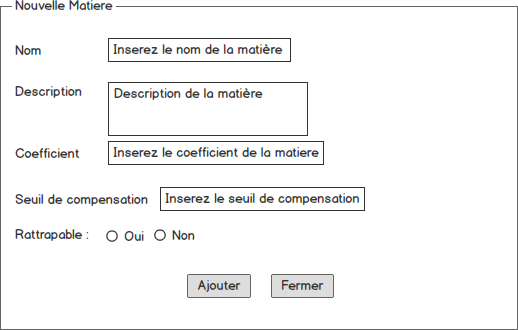 Nouvelle Matiere
Nom Inserez le nom de la matière
Description Description de la matière
Coefficient Inserez le coefficient de la matiere
Seuil de compensation Inserez le seuil de compensation
Rattrapable : Oui Non
Ajouter Fermer